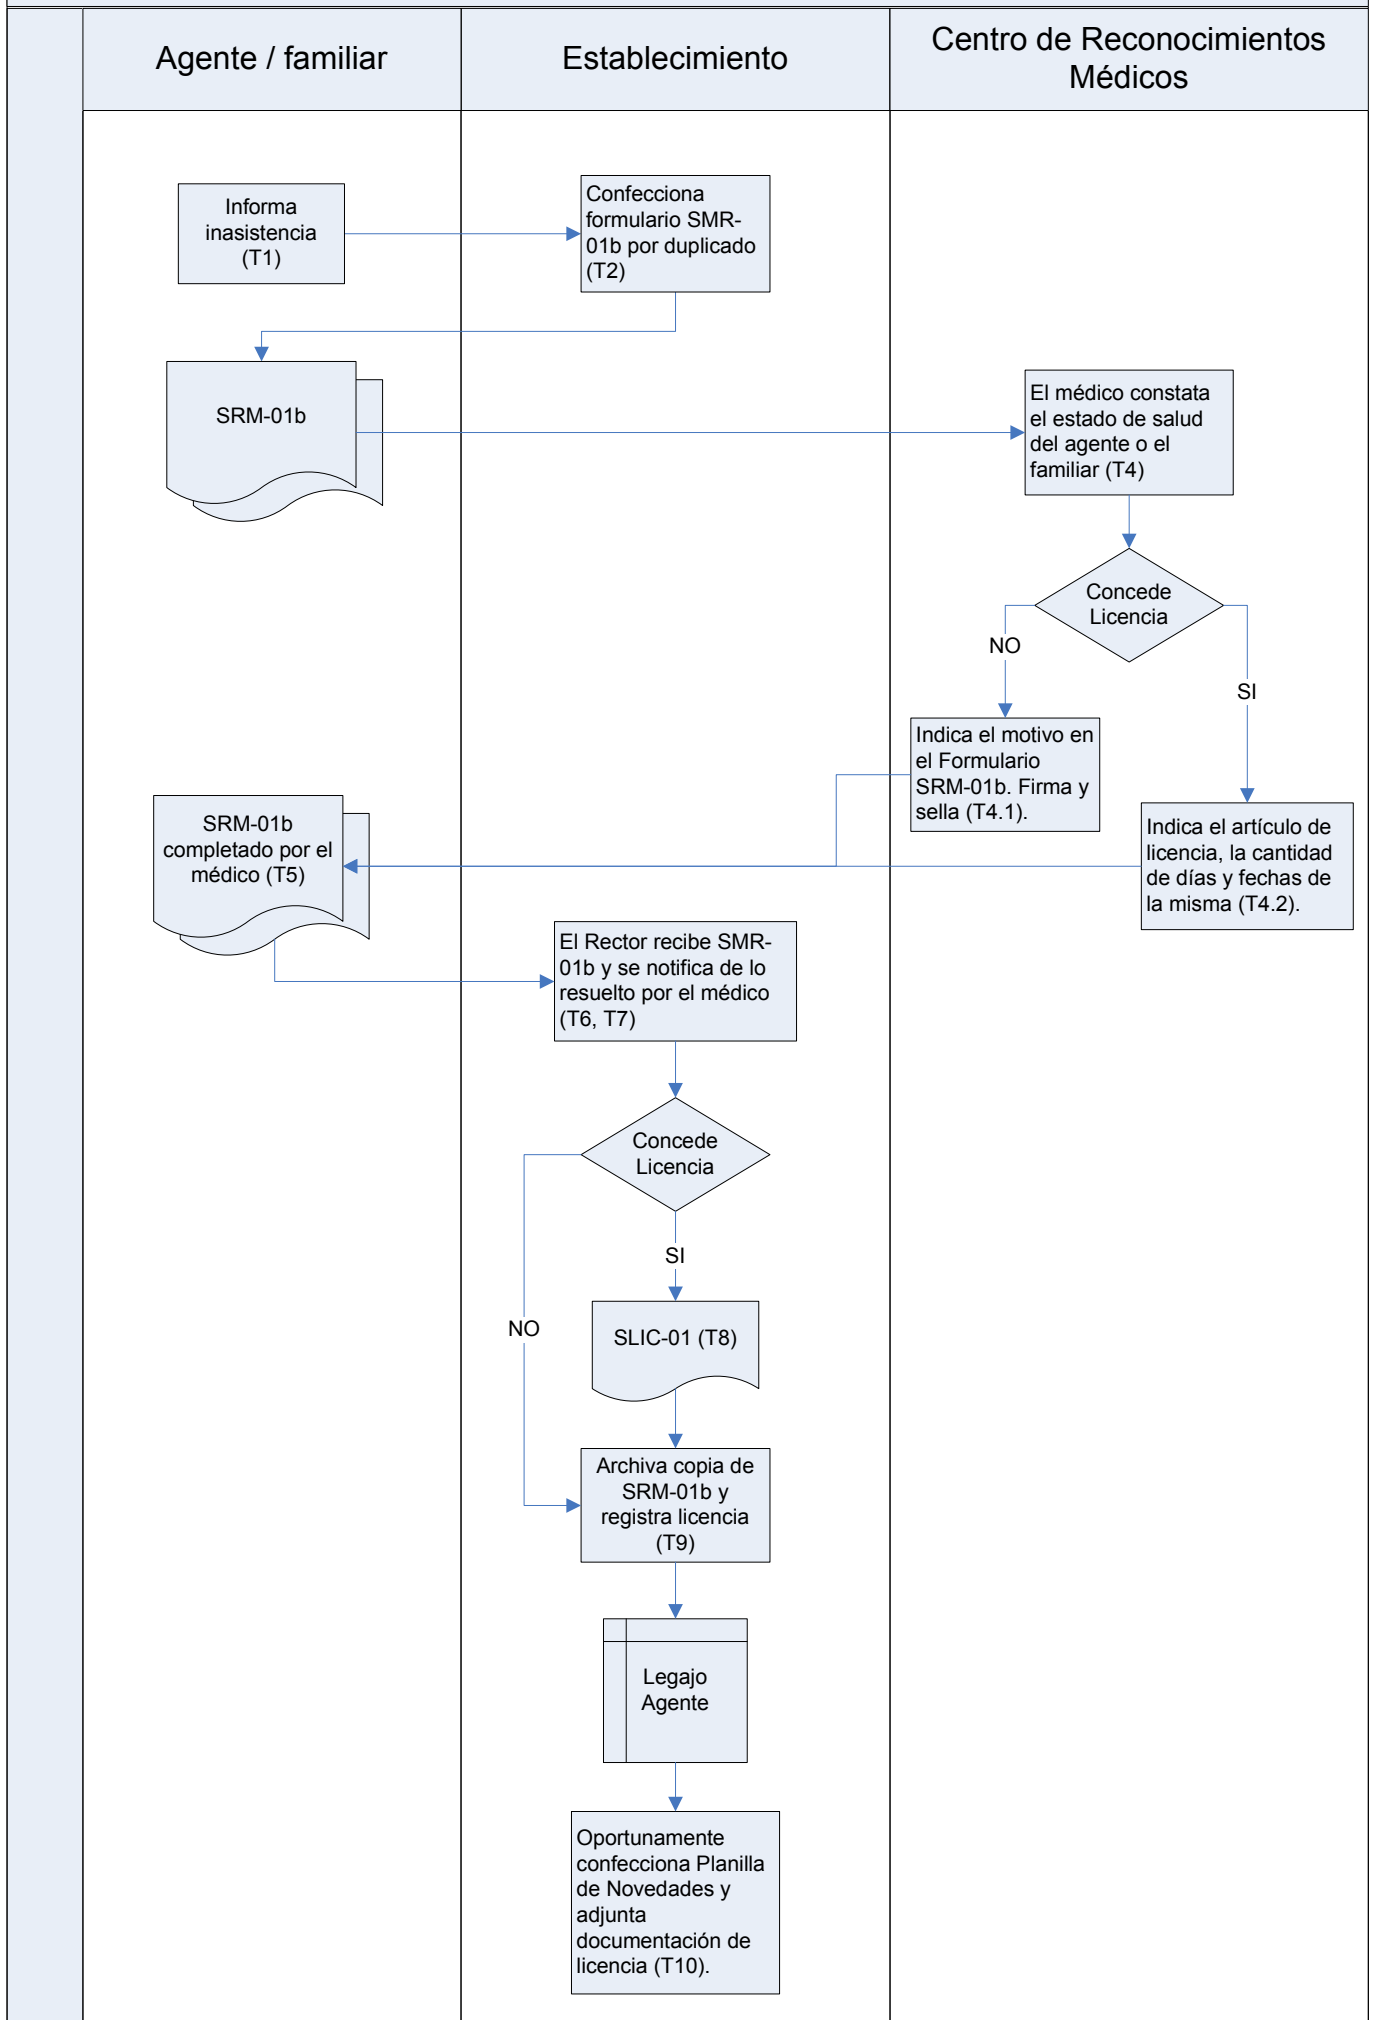 Agente / familiar
Establecimiento
Centro de Reconocimientos
Médicos
Informa
inasistencia
(T1)
Confecciona
formulario SMR-
01b por duplicado
(T2)
SRM-01b
El médico constata
el estado de salud
del agente o el
familiar (T4)
Concede
Licencia
NO
SI
Indica el motivo en
el Formulario
SRM-01b. Firma y
sella (T4.1).
Indica el artículo de
licencia, la cantidad
de días y fechas de
la misma (T4.2).
SRM-01b
completado por el
médico (T5)
El Rector recibe SMR-
01b y se notifica de lo
resuelto por el médico
(T6, T7)
Concede
Licencia
SI
NO
SLIC-01 (T8)
Archiva copia de
SRM-01b y
registra licencia
(T9)
Legajo
Agente
Oportunamente
confecciona Planilla
de Novedades y
adjunta
documentación de
licencia (T10).